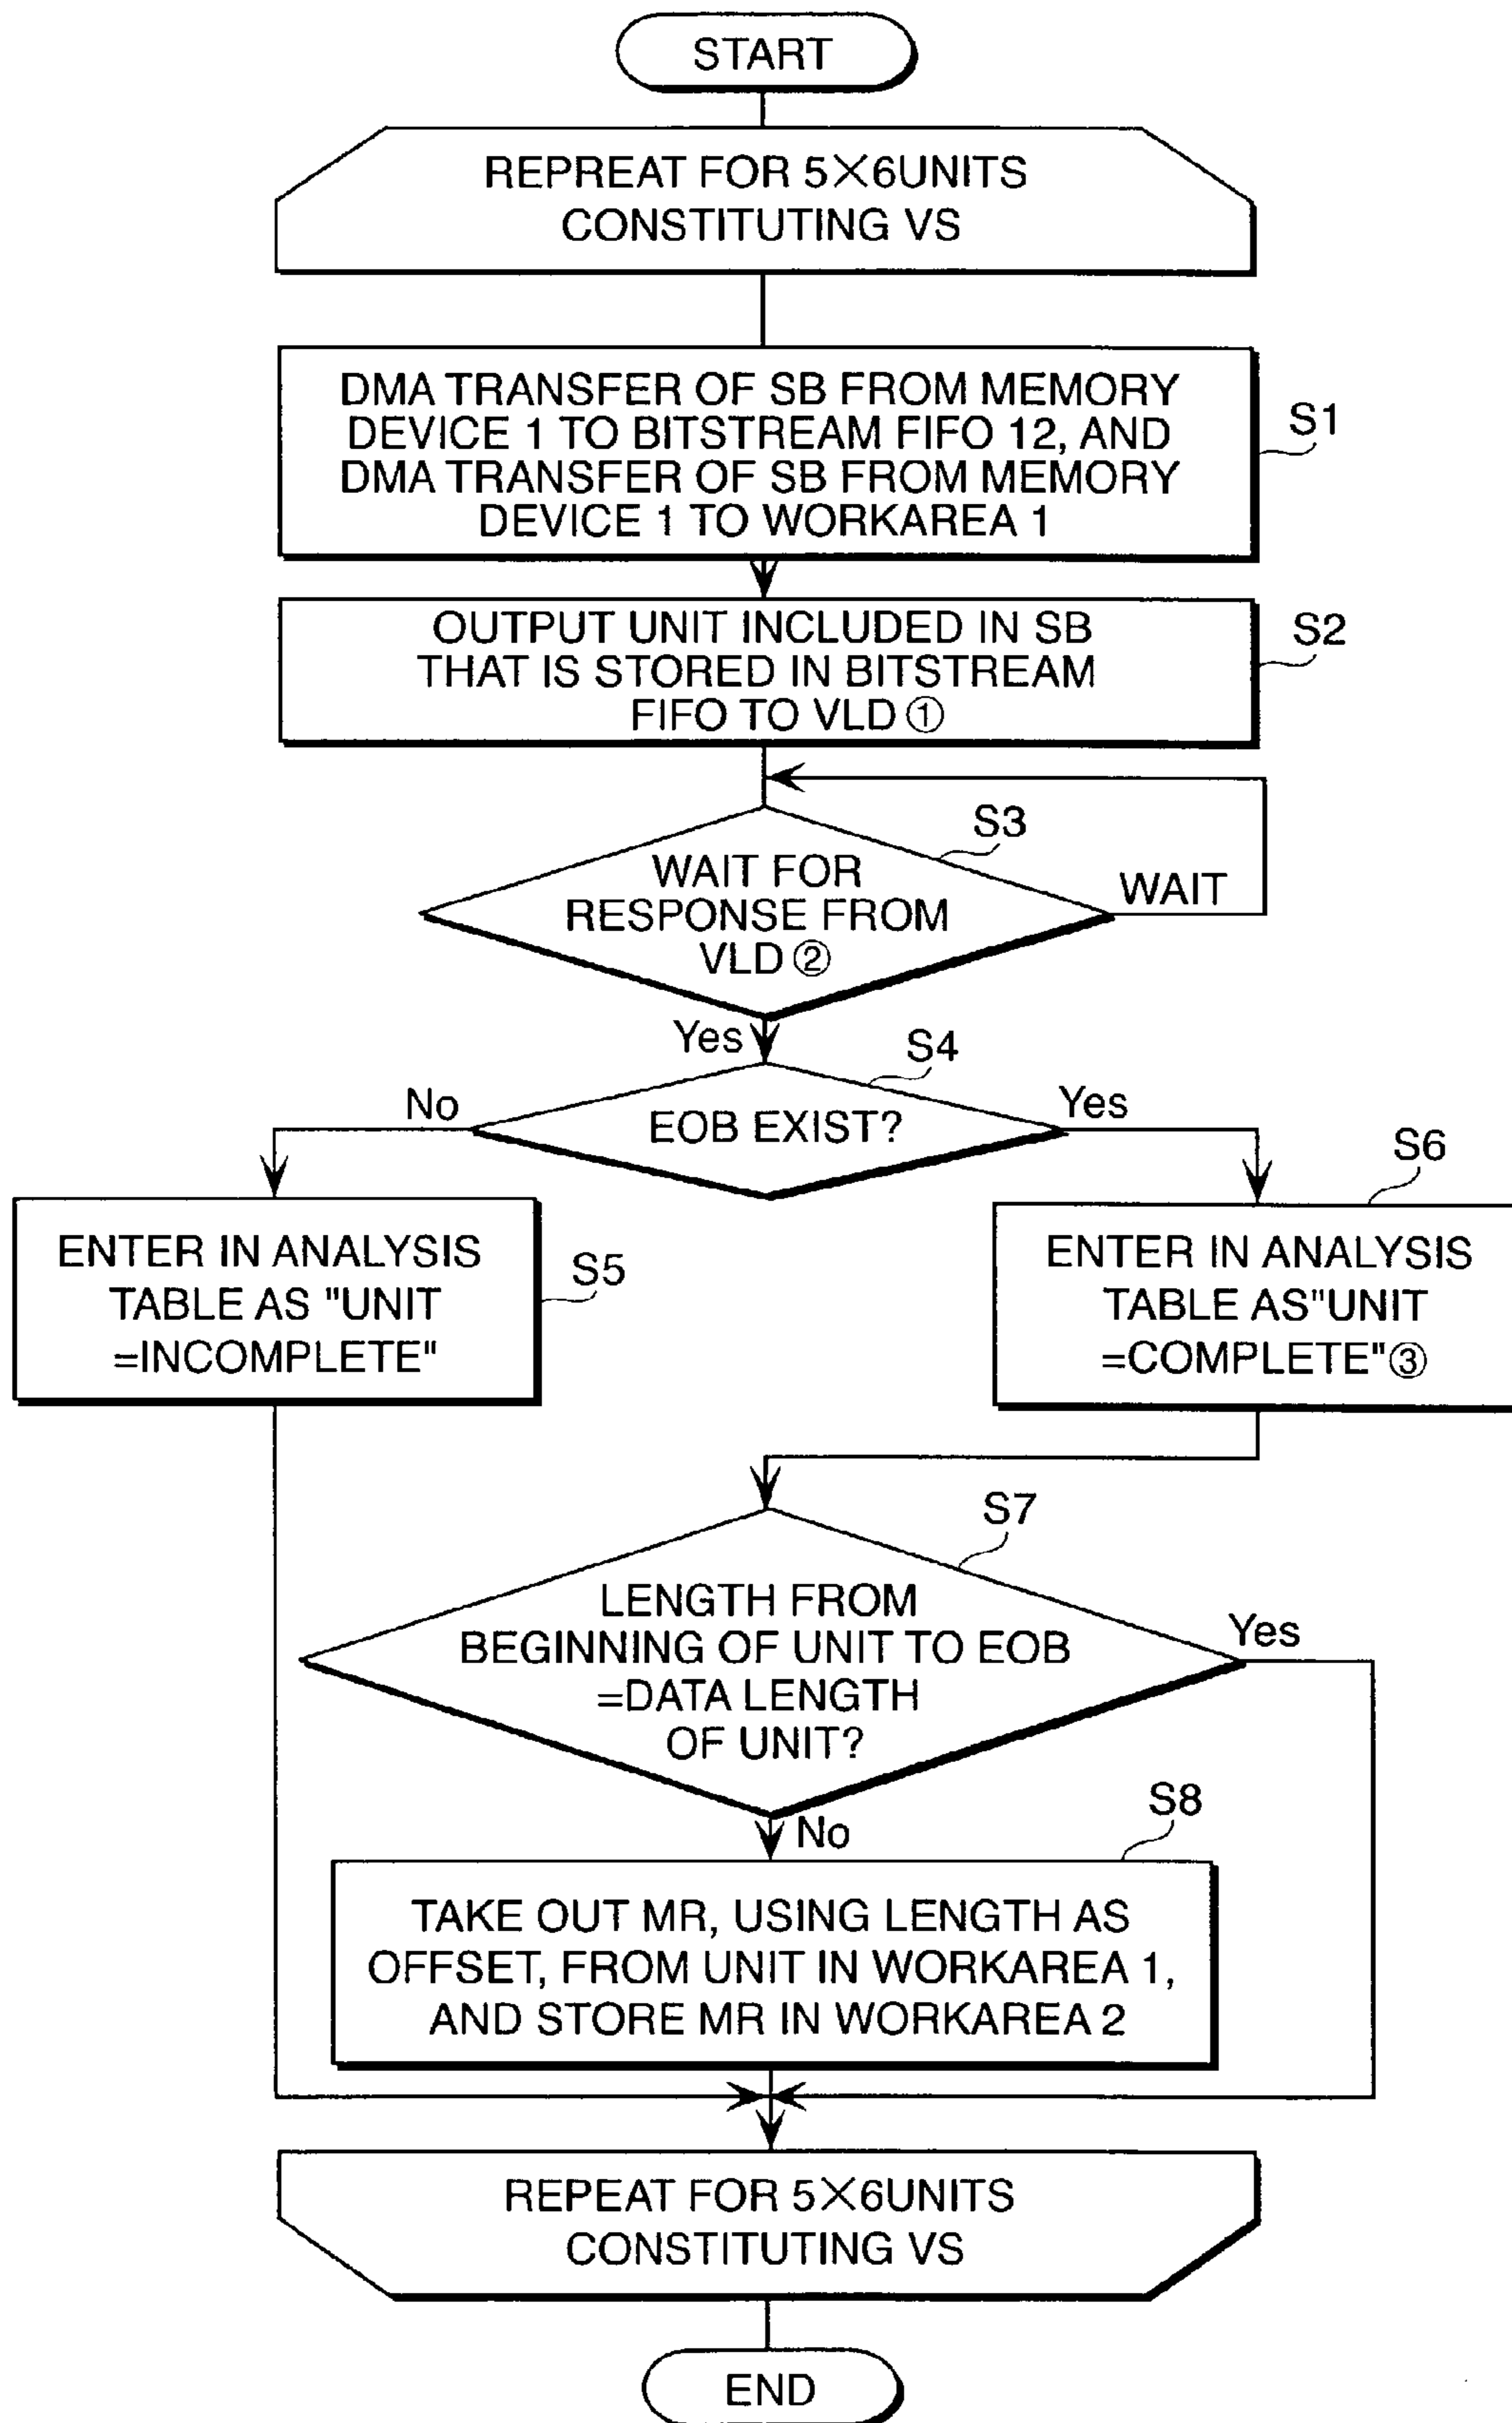 START
REPREAT FOR 5×6UNITS
CONSTITUTING VS
DMA TRANSFER OF SB FROM MEMORY
DEVICE 1 TO BITSTREAM FIFO 12, AND
DMA TRANSFER OF SB FROM MEMORY
DEVICE 1 TO WORKAREA 1
S1
OUTPUT UNIT INCLUDED IN SB
THAT IS STORED IN BITSTREAM
FIFO TO VLD ①
S2
WAIT FOR
RESPONSE FROM
VLD ②
S3
WAIT
Yes
EOB EXIST?
S4
No
Yes
ENTER IN ANALYSIS
TABLE AS "UNIT
=INCOMPLETE"
S5
ENTER IN ANALYSIS
TABLE AS"UNIT
=COMPLETE"③
S6
LENGTH FROM
BEGINNING OF UNIT TO EOB
=DATA LENGTH
OF UNIT?
S7
Yes
No
TAKE OUT MR, USING LENGTH AS
OFFSET, FROM UNIT IN WORKAREA 1,
AND STORE MR IN WORKAREA 2
S8
REPEAT FOR 5×6UNITS
CONSTITUTING VS
END